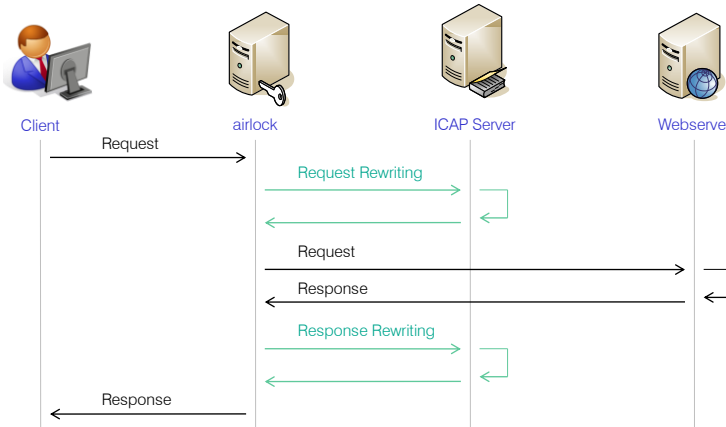 Client
airlock
ICAP Server
Webserve
Request
Request Rewriting
Request
Response
Response Rewriting
Response